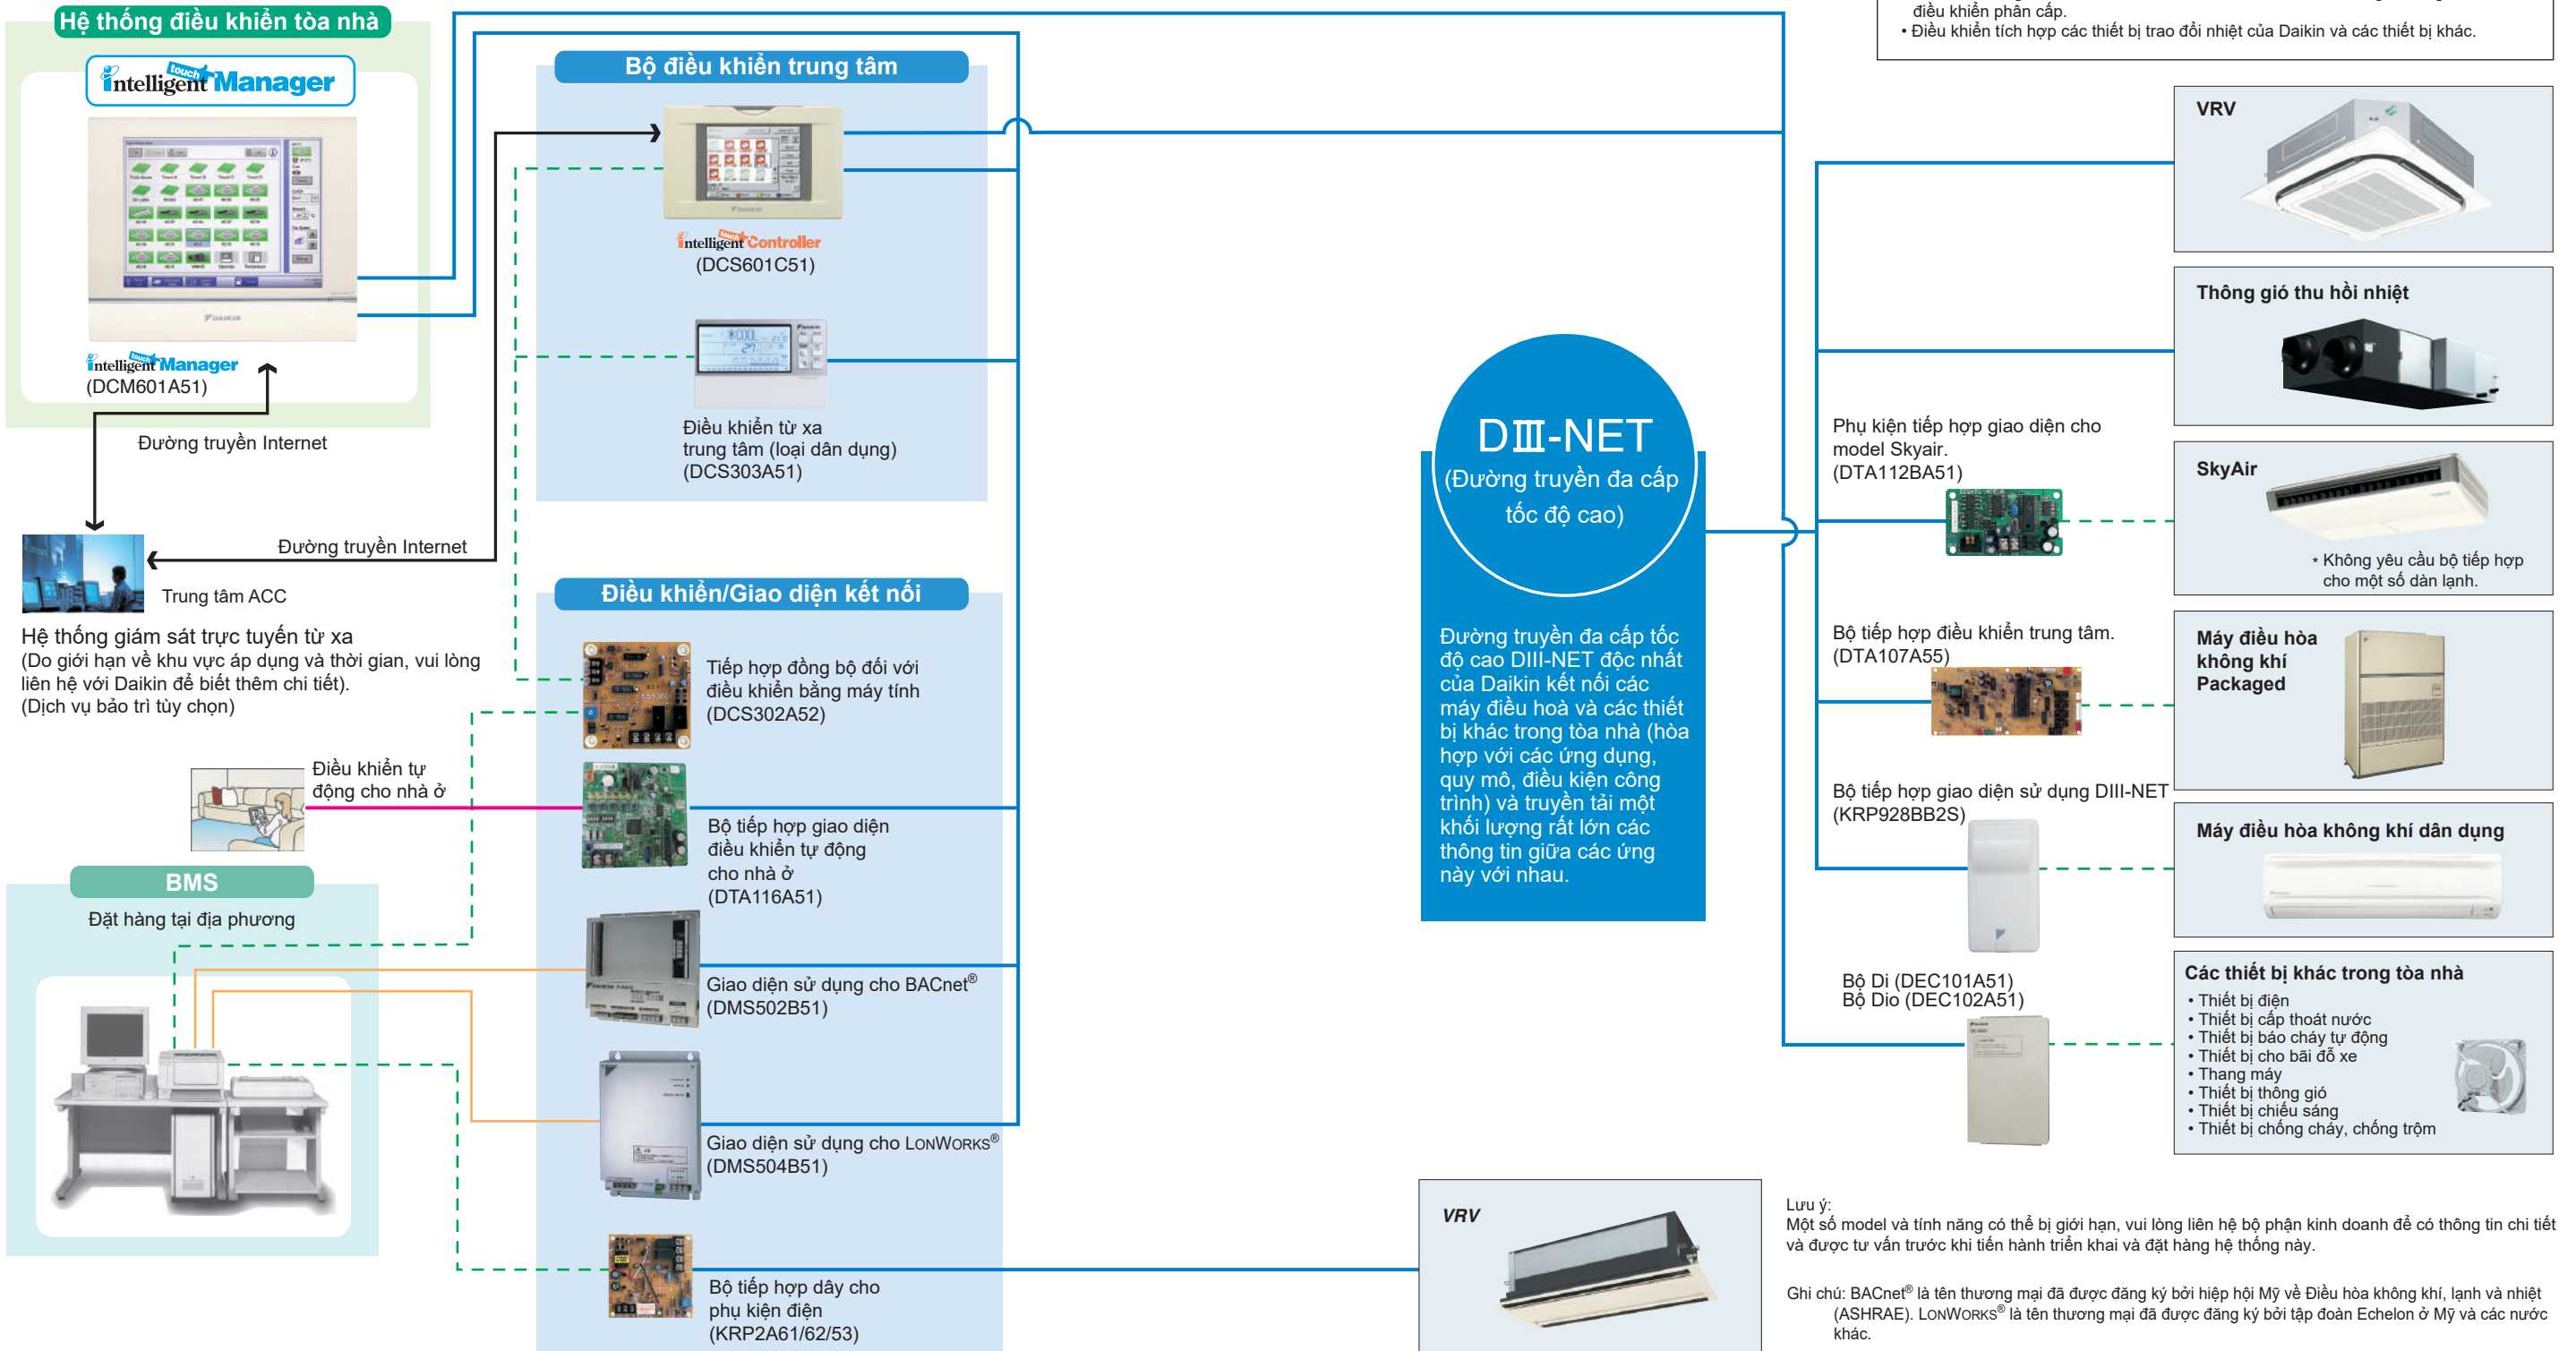 Hệ thống điều khiển tòa nhà
intelligent touch Manager
DAIKIN
intelligent touch Manager
(DCM601A51)
Đường truyền Internet
Đường truyền Internet
Trung tâm ACC
Hệ thống giám sát trực tuyến từ xa
(Do giới hạn về khu vực áp dụng và thời gian, vui lòng
liên hệ với Daikin để biết thêm chi tiết).
(Dịch vụ bảo trì tùy chọn)
Điều khiển tự
động cho nhà ở
BMS
Đặt hàng tại địa phương
Bộ điều khiển trung tâm
DAIKIN
intelligent touch Controller
(DCS601C51)
COOL
27
Điều khiển từ xa
trung tâm (loại dân dụng)
(DCS303A51)
Điều khiển/Giao diện kết nối
Tiếp hợp đồng bộ đối với
điều khiển bằng máy tính
(DCS302A52)
Bộ tiếp hợp giao diện
điều khiển tự động
cho nhà ở
(DTA116A51)
Giao diện sử dụng cho BACnet®
(DMS502B51)
Giao diện sử dụng cho LONWORKS®
(DMS504B51)
Bộ tiếp hợp dây cho
phụ kiện điện
(KRP2A61/62/53)
DIII-NET
(Đường truyền đa cấp
tốc độ cao)
Đường truyền đa cấp tốc
độ cao DIII-NET độc nhất
của Daikin kết nối các
máy điều hoà và các thiết
bị khác trong tòa nhà (hòa
hợp với các ứng dụng,
quy mô, điều kiện công
trình) và truyền tải một
khối lượng rất lớn các
thông tin giữa các ứng
này với nhau.
VRV
điều khiển phân cấp.
• Điều khiển tích hợp các thiết bị trao đổi nhiệt của Daikin và các thiết bị khác.
VRV
Thông gió thu hồi nhiệt
Phụ kiện tiếp hợp giao diện cho
model Skyair.
(DTA112BA51)
SkyAir
* Không yêu cầu bộ tiếp hợp
cho một số dàn lạnh.
Bộ tiếp hợp điều khiển trung tâm.
(DTA107A55)
Máy điều hòa
không khí
Packaged
Bộ tiếp hợp giao diện sử dụng DIII-NET
(KRP928BB2S)
Máy điều hòa không khí dân dụng
Bộ Di (DEC101A51)
Bộ Dio (DEC102A51)
Các thiết bị khác trong tòa nhà
• Thiết bị điện
• Thiết bị cấp thoát nước
• Thiết bị báo cháy tự động
• Thiết bị cho bãi đỗ xe
• Thang máy
• Thiết bị thông gió
• Thiết bị chiếu sáng
• Thiết bị chống cháy, chống trộm
Lưu ý:
Một số model và tính năng có thể bị giới hạn, vui lòng liên hệ bộ phận kinh doanh để có thông tin chi tiết
và được tư vấn trước khi tiến hành triển khai và đặt hàng hệ thống này.
Ghi chú: BACnet® là tên thương mại đã được đăng ký bởi hiệp hội Mỹ về Điều hòa không khí, lạnh và nhiệt
(ASHRAE). LONWORKS® là tên thương mại đã được đăng ký bởi tập đoàn Echelon ở Mỹ và các nước
khác.